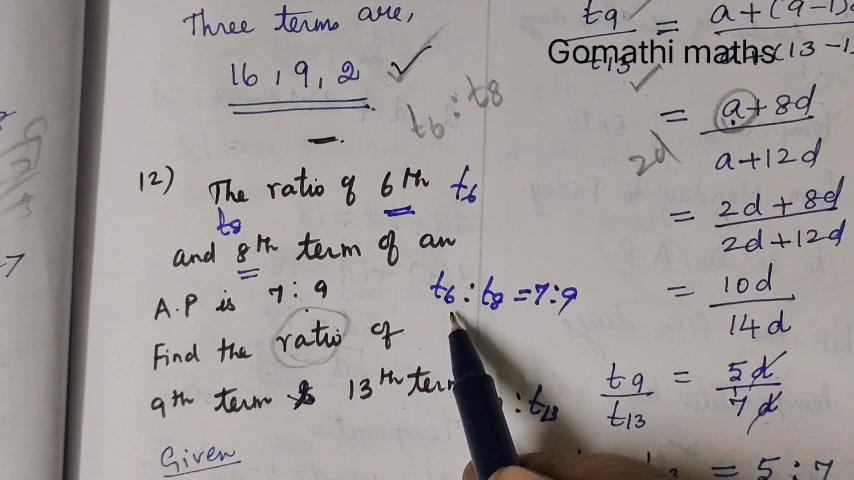 Three terms are,
16, 9, 2 ✓
t6 : t8
12) The ratio of 6th t6
t8
and 8th term of an
A.P is 7 : 9
t6 : t8 = 7 : 9
Find the ratio of
9th term & 13th term
: t13
Given
t9 / t13 = a + (9 - 1)
(13 - 1)
Gomathi maths
= a + 8d / a + 12d
2d
= 2d + 8d / 2d + 12d
= 10d / 14d
t9 / t13 = 5d / 7d
= 5 : 7